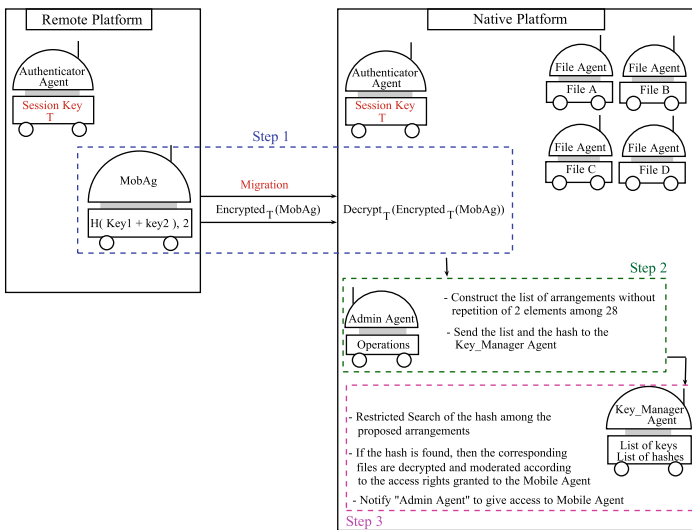 Remote Platform
Native Platform
Authenticator
Agent
Session Key
T
Authenticator
Agent
Session Key
T
File Agent
File A
File Agent
File B
File Agent
File C
File Agent
File D
Step 1
MobAg
H( Key1 + key2 ), 2
Migration
Encrypted T (MobAg)
Decrypt T (Encrypted T (MobAg))
Step 2
Admin Agent
Operations
- Construct the list of arrangements without
repetition of 2 elements among 28
- Send the list and the hash to the
Key_Manager Agent
Key_Manager
Agent
List of keys
List of hashes
- Restricted Search of the hash among the
proposed arrangements
- If the hash is found, then the corresponding
files are decrypted and moderated according
to the access rights granted to the Mobile Agent
- Notify "Admin Agent" to give access to Mobile Agent
Step 3